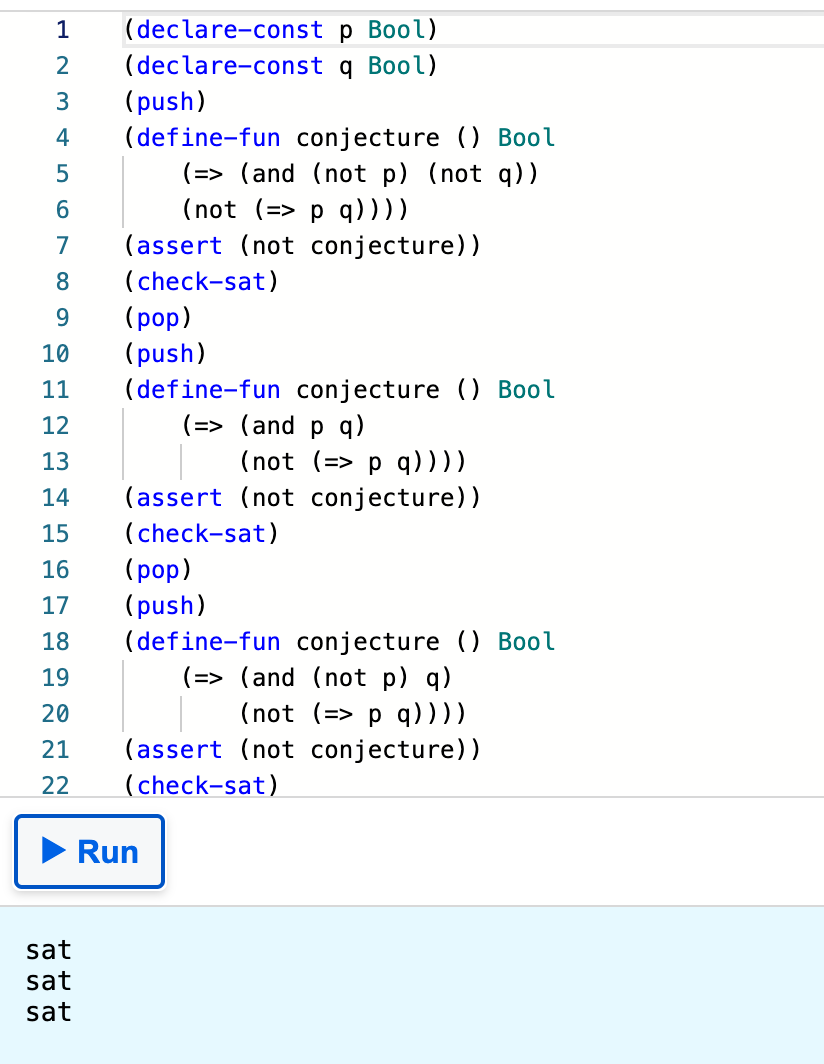 1 (declare-const p Bool)
2 (declare-const q Bool)
3 (push)
4 (define-fun conjecture () Bool
5     (=> (and (not p) (not q))
6     (not (=> p q))))
7 (assert (not conjecture))
8 (check-sat)
9 (pop)
10 (push)
11 (define-fun conjecture () Bool
12     (=> (and p q)
13         (not (=> p q))))
14 (assert (not conjecture))
15 (check-sat)
16 (pop)
17 (push)
18 (define-fun conjecture () Bool
19     (=> (and (not p) q)
20         (not (=> p q))))
21 (assert (not conjecture))
22 (check-sat)
Run
sat
sat
sat